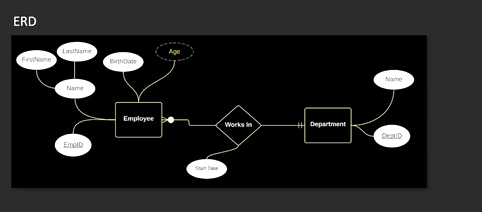 ERD
LastName
FirstName
Age
BirthDate
Name
Name
Employee
Works In
Department
EmpID
DeptID
Start Date